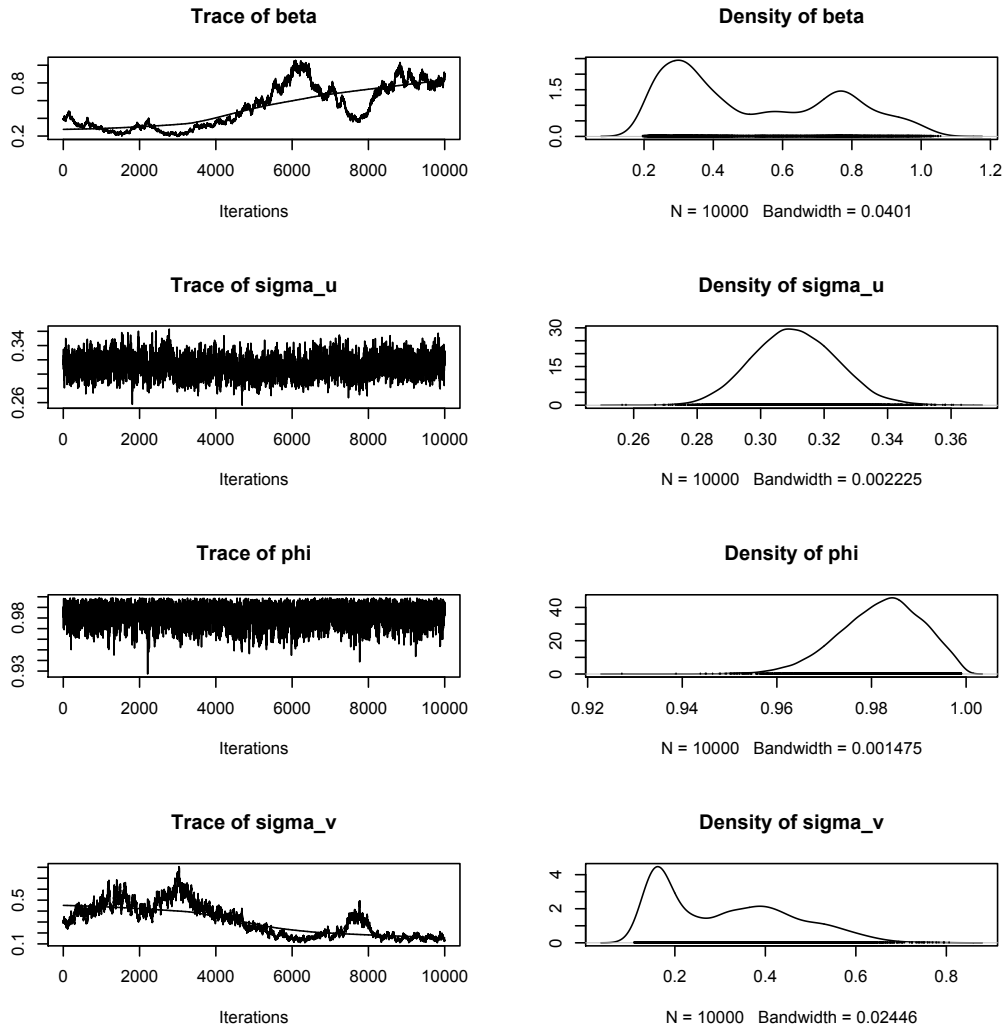 Trace of beta
Density of beta
0.2 0.8
0 2000 4000 6000 8000 10000
Iterations
0.0 1.5
0.2 0.4 0.6 0.8 1.0 1.2
N = 10000 Bandwidth = 0.0401
Trace of sigma_u
Density of sigma_u
0.26 0.34
0 2000 4000 6000 8000 10000
Iterations
0 15 30
0.26 0.28 0.30 0.32 0.34 0.36
N = 10000 Bandwidth = 0.002225
Trace of phi
Density of phi
0.93 0.98
0 2000 4000 6000 8000 10000
Iterations
0 20 40
0.92 0.94 0.96 0.98 1.00
N = 10000 Bandwidth = 0.001475
Trace of sigma_v
Density of sigma_v
0.1 0.5
0 2000 4000 6000 8000 10000
Iterations
0 2 4
0.2 0.4 0.6 0.8
N = 10000 Bandwidth = 0.02446